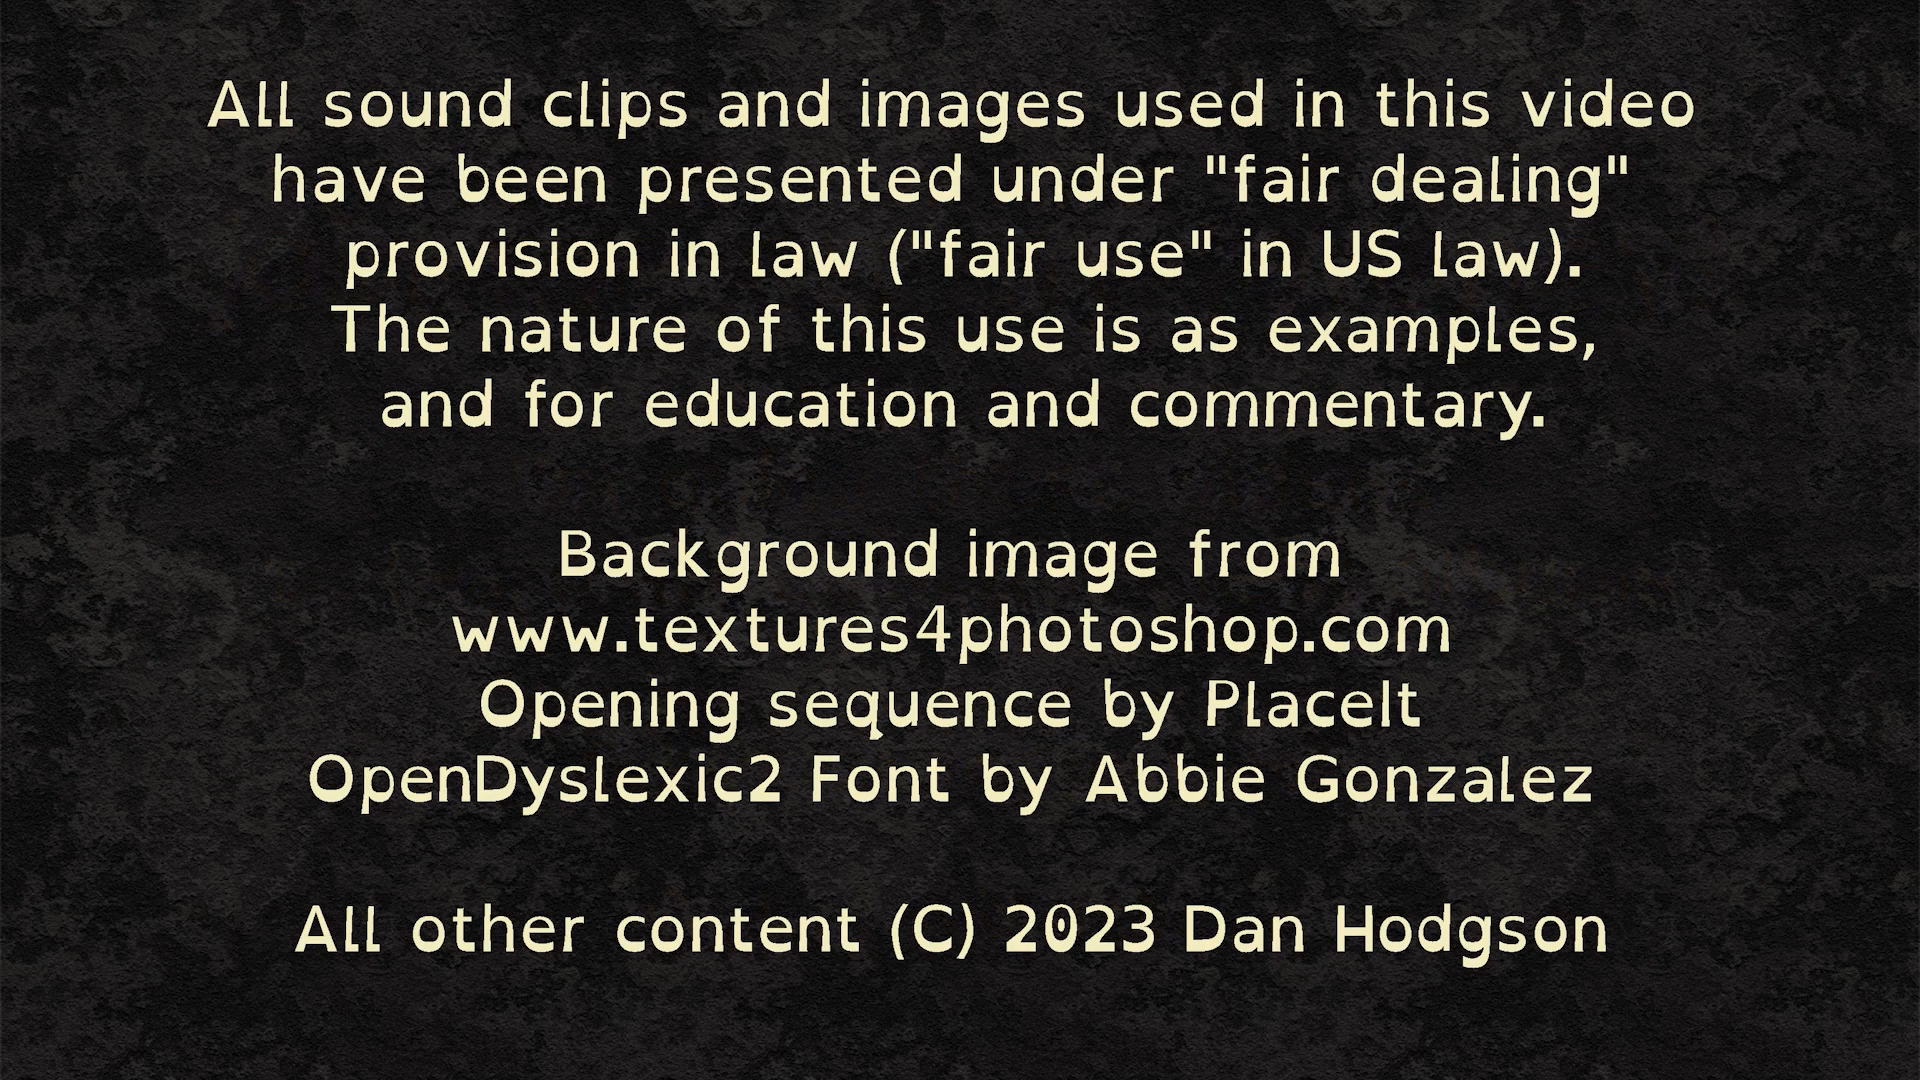 All sound clips and images used in this video
have been presented under "fair dealing"
provision in law ("fair use" in US law).
The nature of this use is as examples,
and for education and commentary.
Background image from
www.textures4photoshop.com
Opening sequence by PlaceIt
OpenDyslexic2 Font by Abbie Gonzalez
All other content (C) 2023 Dan Hodgson